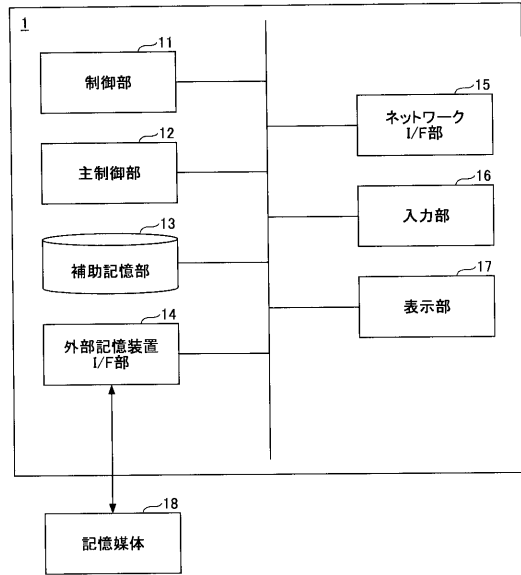 1
11
制御部
12
主制御部
13
補助記憶部
14
外部記憶装置
I/F部
15
ネットワーク
I/F部
16
入力部
17
表示部
18
記憶媒体